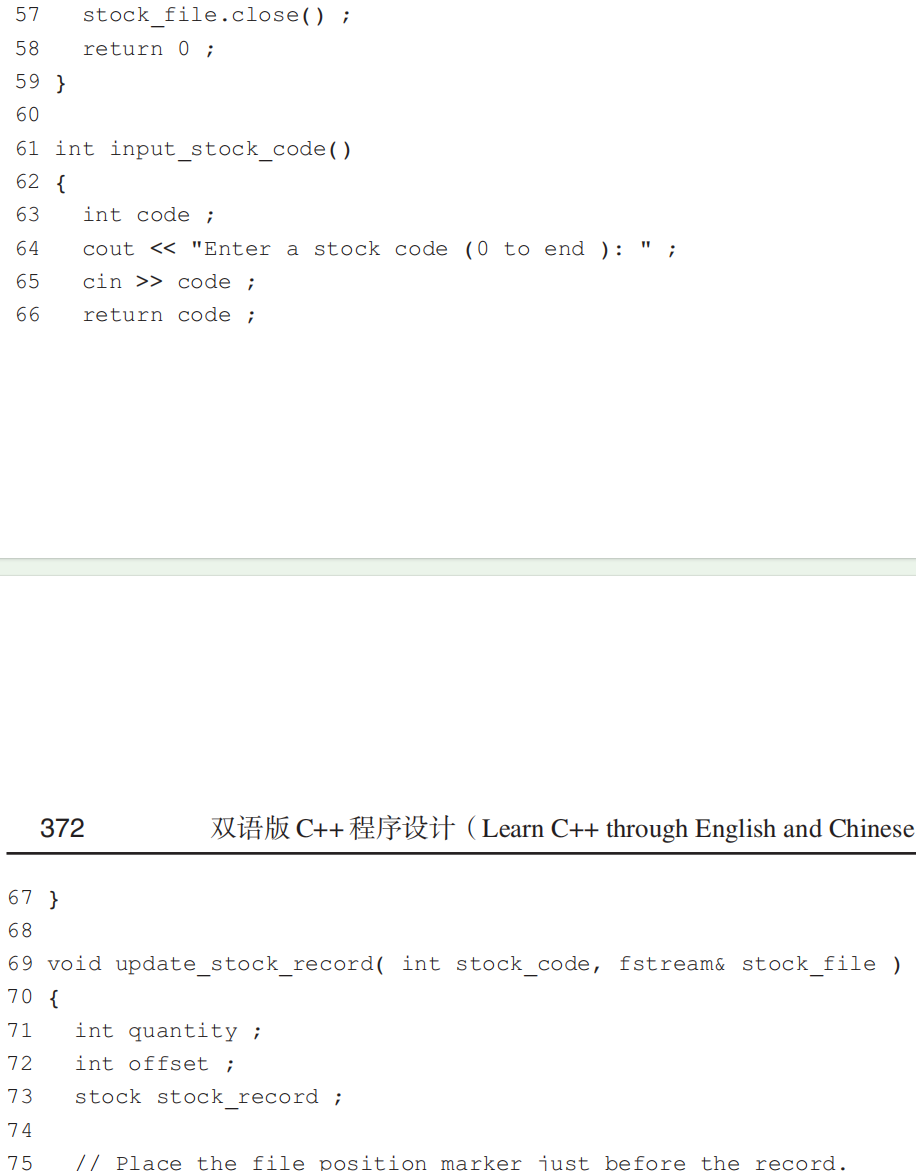 57   stock_file.close() ;
58   return 0 ;
59 }
60
61 int input_stock_code()
62 {
63   int code ;
64   cout << "Enter a stock code (0 to end ): " ;
65   cin >> code ;
66   return code ;
372 双语版 C++ 程序设计（Learn C++ through English and Chinese
67 }
68
69 void update_stock_record( int stock_code, fstream& stock_file )
70 {
71   int quantity ;
72   int offset ;
73   stock stock_record ;
74
75   // Place the file position marker just before the record.